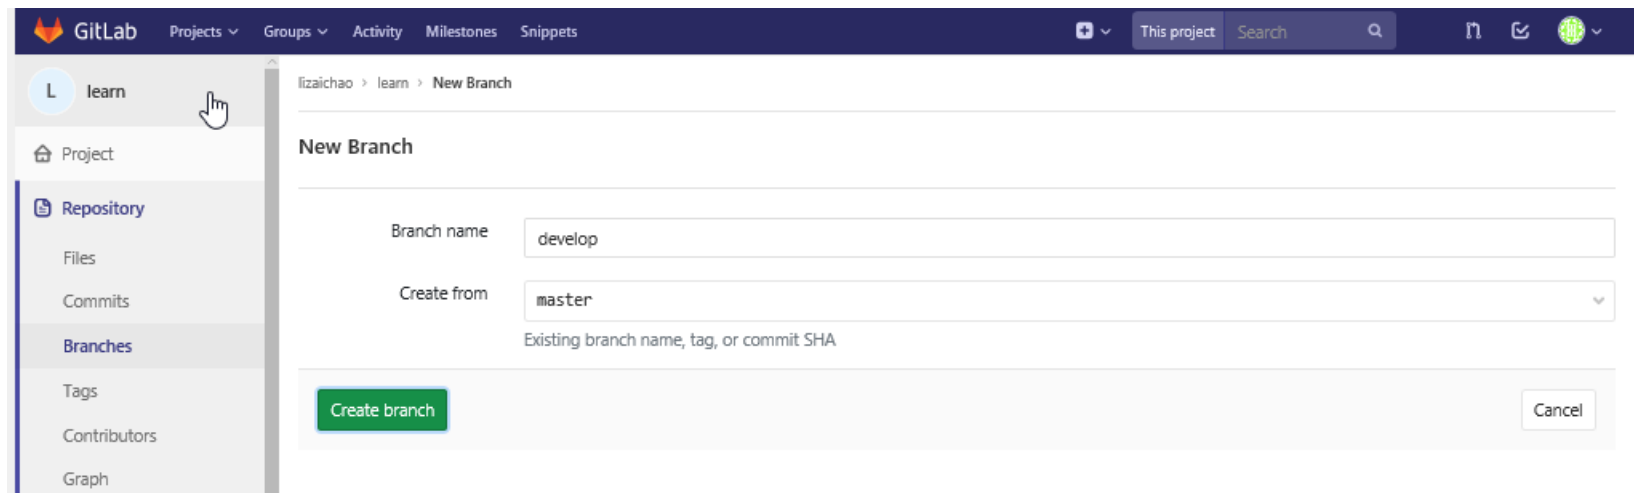 GitLab Projects Groups Activity Milestones Snippets This project Search
L learn
lizaichao > learn > New Branch
Project
New Branch
Repository
Branch name develop
Files
Create from master
Commits
Existing branch name, tag, or commit SHA
Branches
Tags
Create branch Cancel
Contributors
Graph